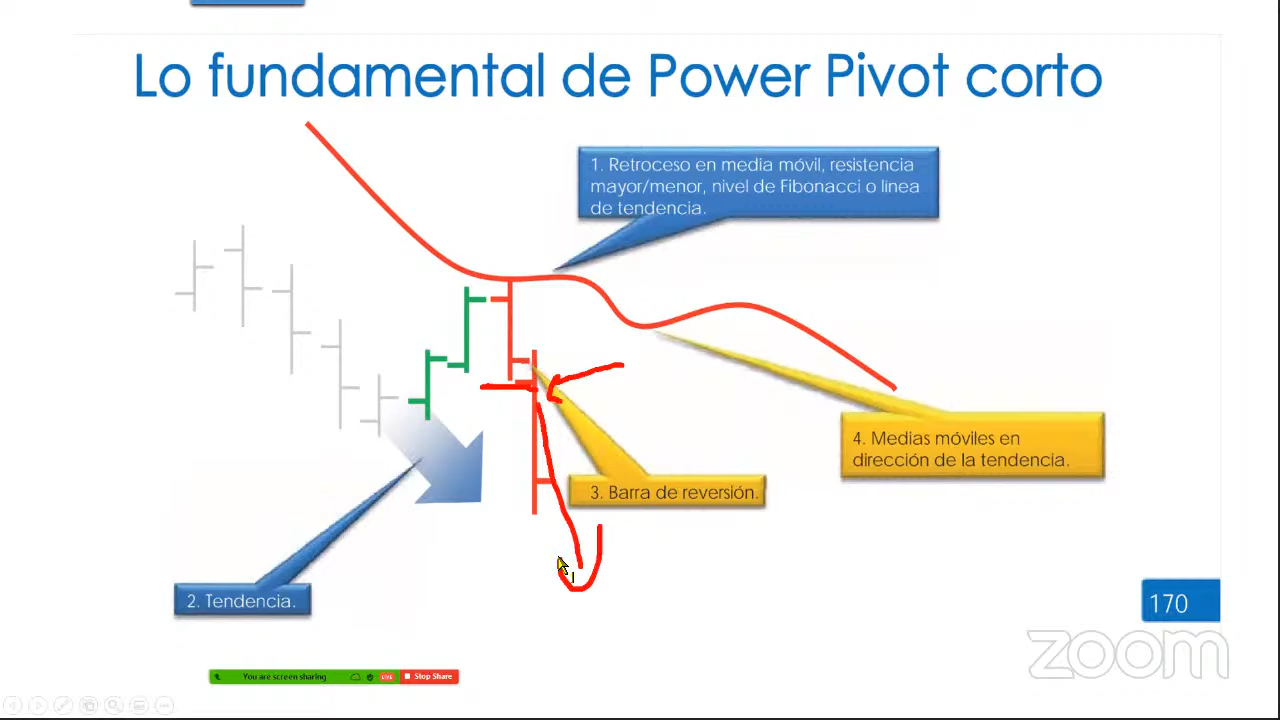 Lo fundamental de Power Pivot corto
1. Retroceso en media móvil, resistencia
mayor/menor, nivel de Fibonacci o linea
de tendencia.
4. Medias móviles en
dirección de la tendencia.
3. Barra de reversión.
2. Tendencia.
170
zoom
You are screen sharing
LIVE
Stop Share